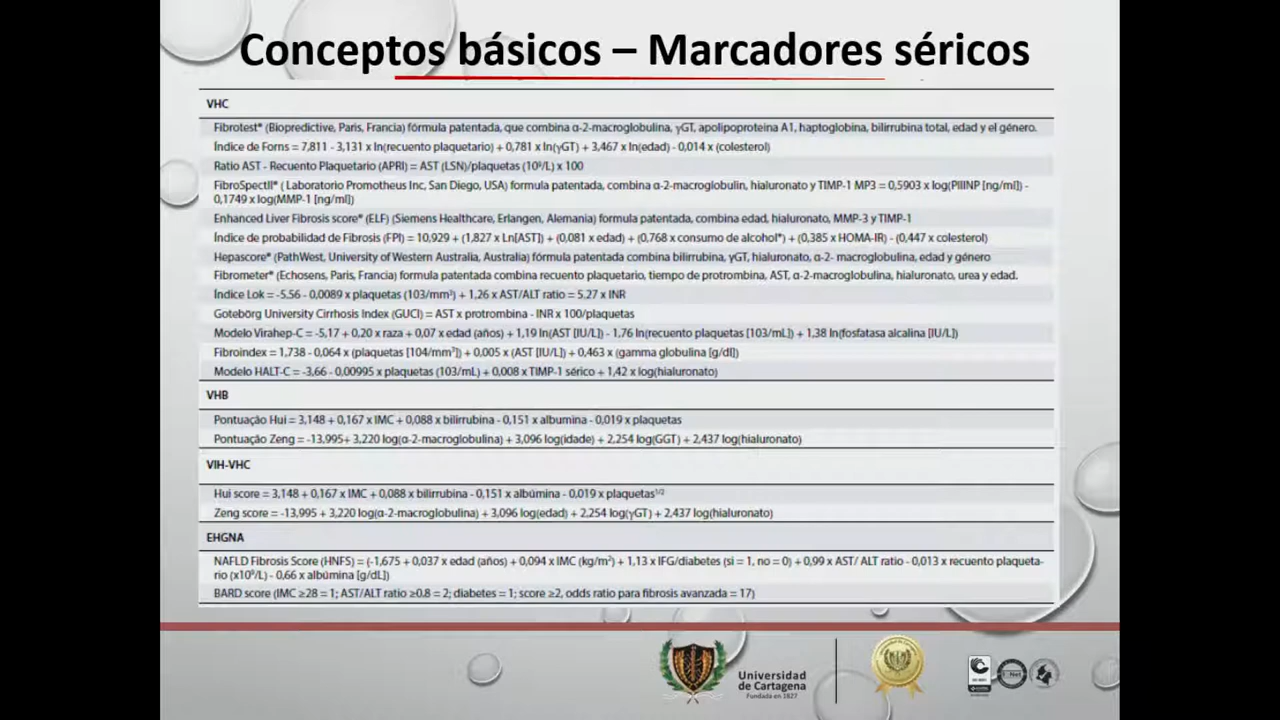 Conceptos básicos – Marcadores séricos
VHC
Fibrotest® (Biopredictive, Paris, Francia) fórmula patentada, que combina α-2-macroglobulina, γGT, apolipoproteina A1, haptoglobina, bilirrubina total, edad y el género.
Índice de Forns = 7,811 - 3,131 x ln(recuento plaquetario) + 0,781 x ln(γGT) + 3,467 x ln(edad) - 0,014 x (colesterol)
Ratio AST - Recuento Plaquetario (APRI) = AST (LSN)/plaquetas (10⁹/L) x 100
FibroSpectII® ( Laboratorio Promotheus Inc, San Diego, USA) formula patentada, combina α-2-macroglobulin, hialuronato y TIMP-1 MP3 = 0,5903 x log(PIIINP [ng/ml]) -
0,1749 x log(MMP-1 [ng/ml])
Enhanced Liver Fibrosis score® (ELF) (Siemens Healthcare, Erlangen, Alemania) formula patentada, combina edad, hialuronato, MMP-3 y TIMP-1
Índice de probabilidad de Fibrosis (FPI) = 10,929 + (1,827 x Ln[AST]) + (0,081 x edad) + (0,768 x consumo de alcohol*) + (0,385 x HOMA-IR) - (0,447 x colesterol)
Hepascore® (PathWest, University of Western Australia, Australia) fórmula patentada combina bilirrubina, γGT, hialuronato, α-2- macroglobulina, edad y género
Fibrometer® (Echosens, Paris, Francia) formula patentada combina recuento plaquetario, tiempo de protrombina, AST, α-2-macroglobulina, hialuronato, urea y edad.
Índice Lok = -5.56 - 0,0089 x plaquetas (103/mm³) + 1,26 x AST/ALT ratio = 5.27 x INR
Gotebörg University Cirrhosis Index (GUCI) = AST x protrombina - INR x 100/plaquetas
Modelo Virahep-C = -5,17 + 0,20 x raza + 0,07 x edad (años) + 1,19 ln(AST [IU/L]) - 1,76 ln(recuento plaquetas [103/mL]) + 1,38 ln(fosfatasa alcalina [IU/L])
Fibroindex = 1,738 - 0,064 x (plaquetas [104/mm³]) + 0,005 x (AST [IU/L]) + 0,463 x (gamma globulina [g/dl])
Modelo HALT-C = -3,66 - 0,00995 x plaquetas (103/mL) + 0,008 x TIMP-1 sérico + 1,42 x log(hialuronato)
VHB
Pontuação Hui = 3,148 + 0,167 x IMC + 0,088 x bilirrubina - 0,151 x albumina - 0,019 x plaquetas
Pontuação Zeng = -13,995+ 3,220 log(α-2-macroglobulina) + 3,096 log(idade) + 2,254 log(GGT) + 2,437 log(hialuronato)
VIH-VHC
Hui score = 3,148 + 0,167 x IMC + 0,088 x bilirrubina - 0,151 x albúmina - 0,019 x plaquetas¹/²
Zeng score = -13,995 + 3,220 log(α-2-macroglobulina) + 3,096 log(edad) + 2,254 log(γGT) + 2,437 log(hialuronato)
EHGNA
NAFLD Fibrosis Score (HNFS) = (-1,675 + 0,037 x edad (años) + 0,094 x IMC (kg/m²) + 1,13 x IFG/diabetes (si = 1, no = 0) + 0,99 x AST/ ALT ratio - 0,013 x recuento plaqueta-
rio (x10⁹/L) - 0,66 x albúmina [g/dL])
BARD score (IMC ≥28 = 1; AST/ALT ratio ≥0.8 = 2; diabetes = 1; score ≥2, odds ratio para fibrosis avanzada = 17)
Universidad
de Cartagena
Fundada en 1827